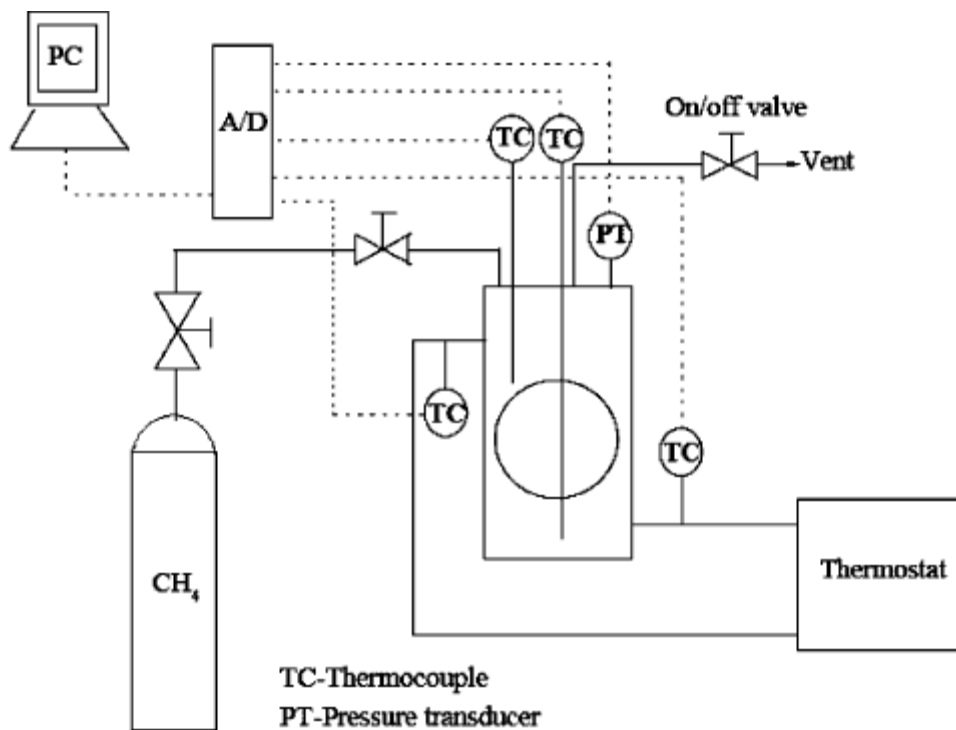 PC
A/D
TC
TC
On/off valve
Vent
PT
TC
TC
CH₄
Thermostat
TC-Thermocouple
PT-Pressure transducer